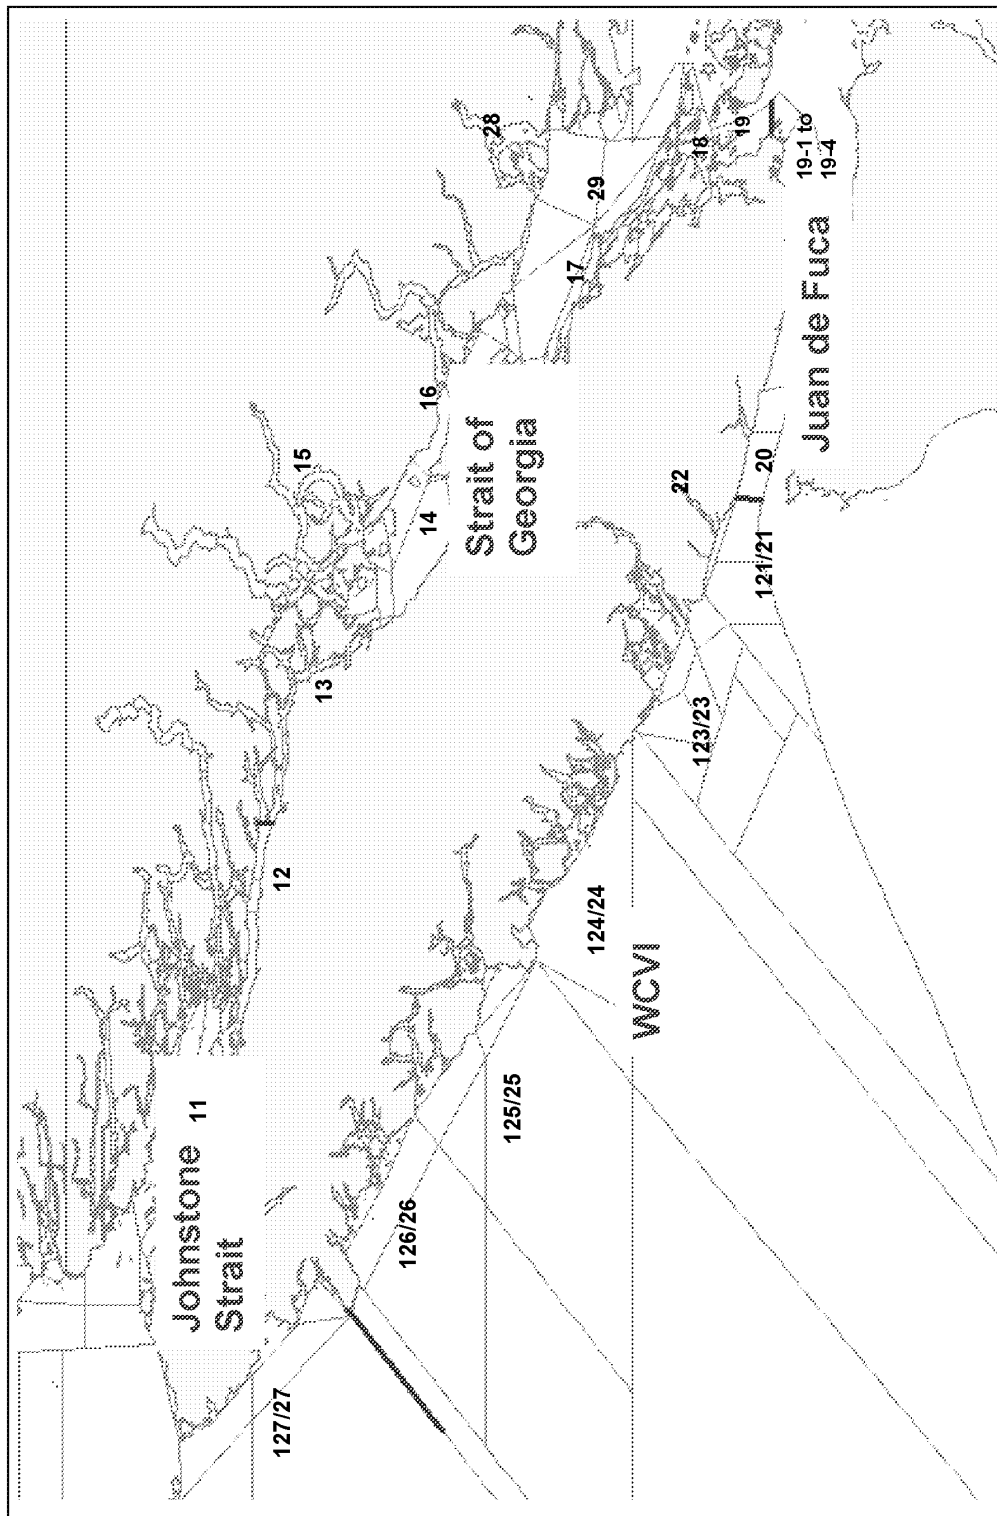 Johnstone
Strait
11
12
13
15
14
16
Strait of
Georgia
28
17
29
18
19
19-1 to
19-4
Juan de Fuca
20
22
121/21
123/23
124/24
WCVI
125/25
126/26
127/27